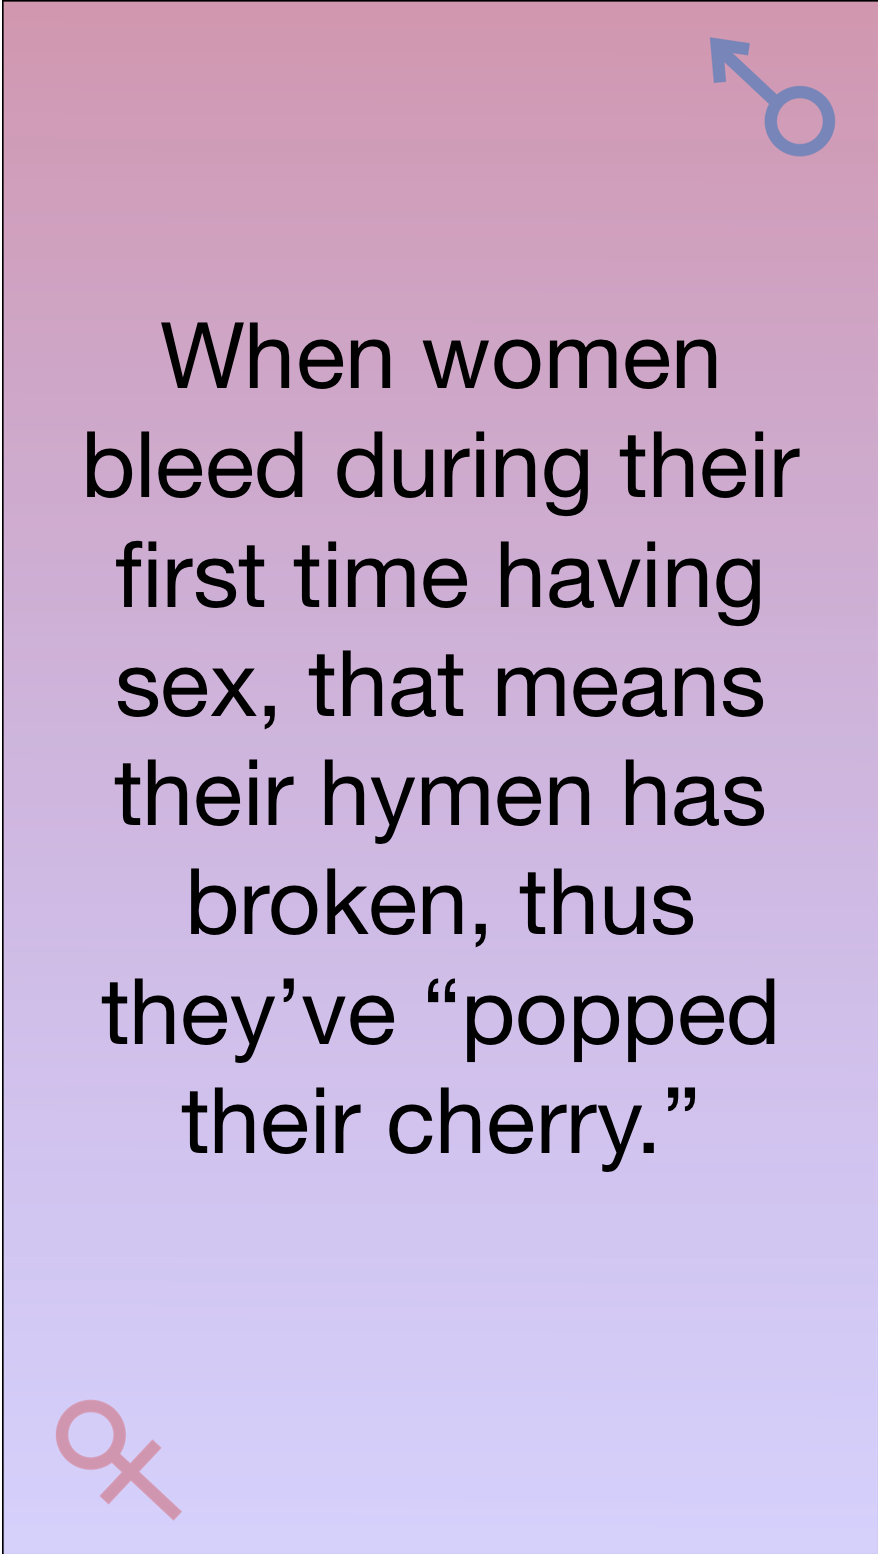 When women
bleed during their
first time having
sex, that means
their hymen has
broken, thus
they’ve “popped
their cherry.”